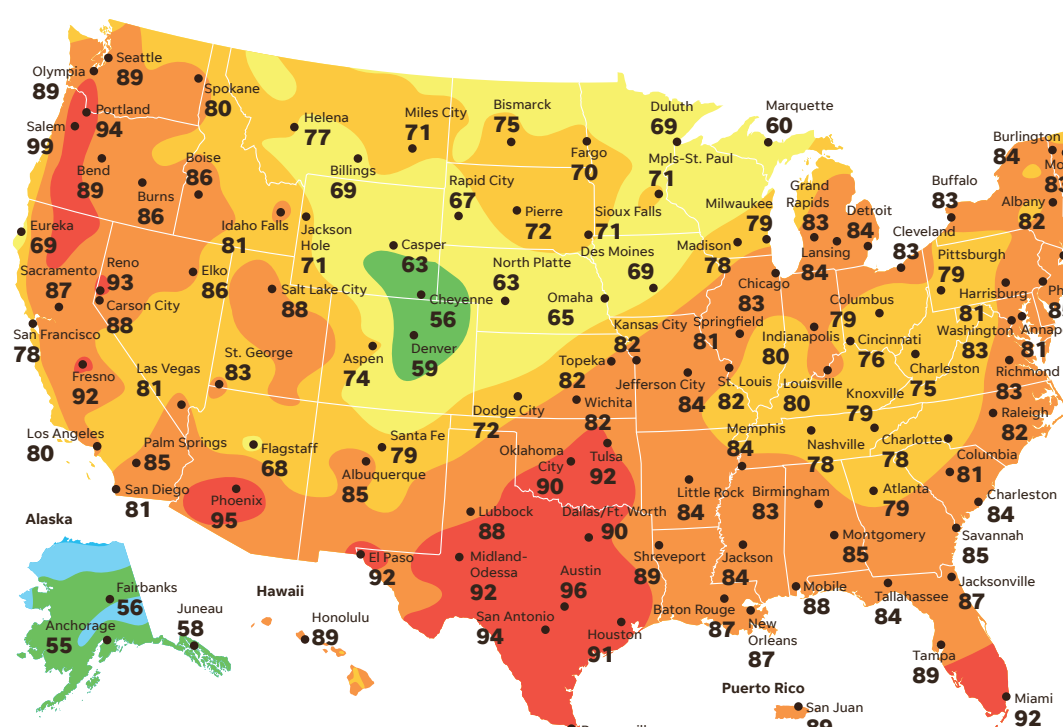 Seattle
89
Olympia
89
Spokane
80
Portland
94
Salem
99
Helena
77
Miles City
71
Bismarck
75
Duluth
69
Marquette
60
Burlington
84
Bend
89
Boise
86
Burns
86
Billings
69
Fargo
70
Mpls-St. Paul
71
Rapid City
67
Pierre
72
Sioux Falls
71
Milwaukee
79
Grand
Rapids
83
Detroit
84
Lansing
84
Buffalo
83
Albany
82
Eureka
69
Idaho Falls
81
Jackson
Hole
71
Casper
63
North Platte
63
Des Moines
69
Madison
78
Cleveland
83
Pittsburgh
79
Sacramento
87
Reno
93
Carson City
88
Elko
86
Salt Lake City
88
Cheyenne
56
Omaha
65
Chicago
83
Columbus
79
Harrisburg
81
San Francisco
78
Denver
59
Kansas City
82
Springfield
81
Indianapolis
80
Cincinnati
76
Washington
83
Annap
81
Fresno
92
Las Vegas
81
St. George
83
Aspen
74
Topeka
82
Jefferson City
84
St. Louis
82
Louisville
80
Charleston
75
Richmond
83
Los Angeles
80
Palm Springs
85
Flagstaff
68
Santa Fe
79
Dodge City
72
Wichita
82
Knoxville
79
Raleigh
82
San Diego
81
Phoenix
95
Albuquerque
85
Oklahoma
City
90
Tulsa
92
Memphis
84
Nashville
78
Charlotte
78
Columbia
81
Lubbock
88
Dallas/Ft. Worth
90
Little Rock
84
Birmingham
83
Atlanta
79
Charleston
84
El Paso
92
Midland-
Odessa
92
Austin
96
Shreveport
89
Jackson
84
Montgomery
85
Savannah
85
San Antonio
94
Houston
91
Baton Rouge
87
New
Orleans
87
Mobile
88
Tallahassee
84
Jacksonville
87
Tampa
89
Miami
92
Alaska
Fairbanks
56
Anchorage
55
Juneau
58
Hawaii
Honolulu
89
Puerto Rico
San Juan
89